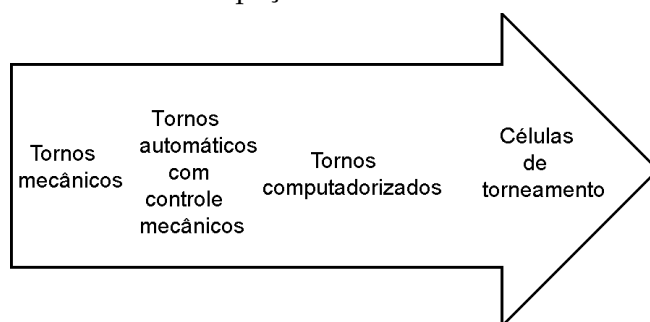 Tornos
mecânicos
Tornos
automáticos
com
controle
mecânicos
Tornos
computadorizados
Células
de
torneamento